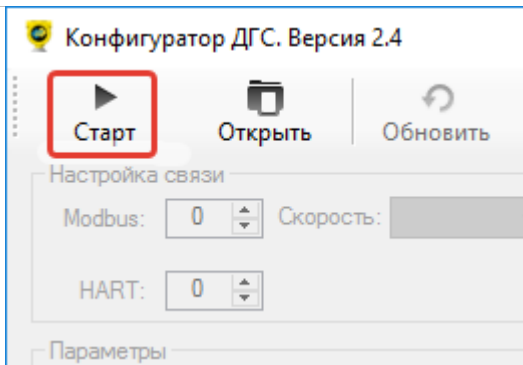 Конфигуратор ДГС. Версия 2.4
Старт Открыть Обновить
Настройка связи
Modbus: 0 Скорость:
HART: 0
Параметры